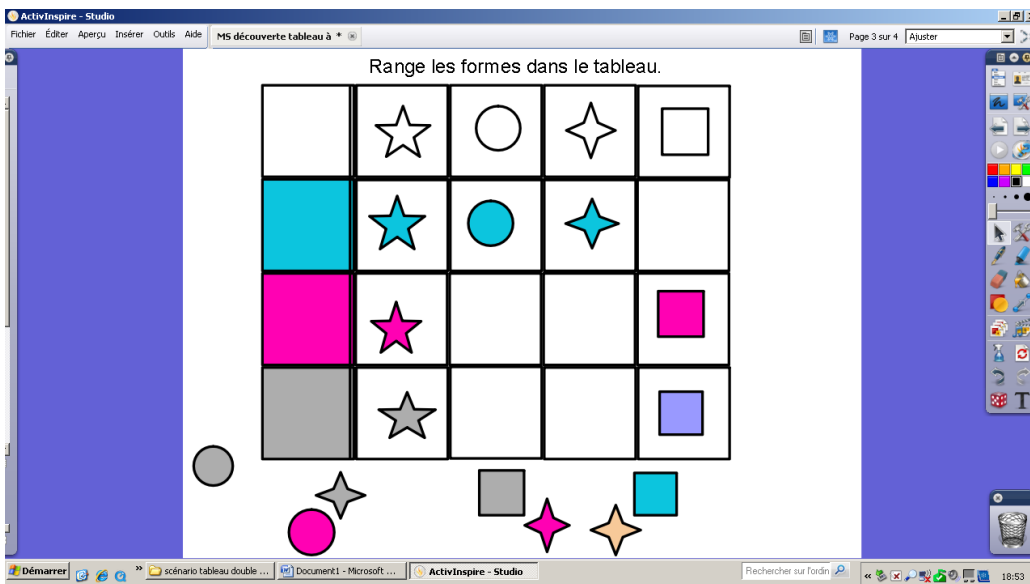 ActivInspire - Studio
Fichier Éditer Aperçu Insérer Outils Aide
MS découverte tableau à *
Page 3 sur 4
Ajuster
Range les formes dans le tableau.
T
Démarrer
scénario tableau double ...
Document1 - Microsoft ...
ActivInspire - Studio
Rechercher sur l'ordin
18:53